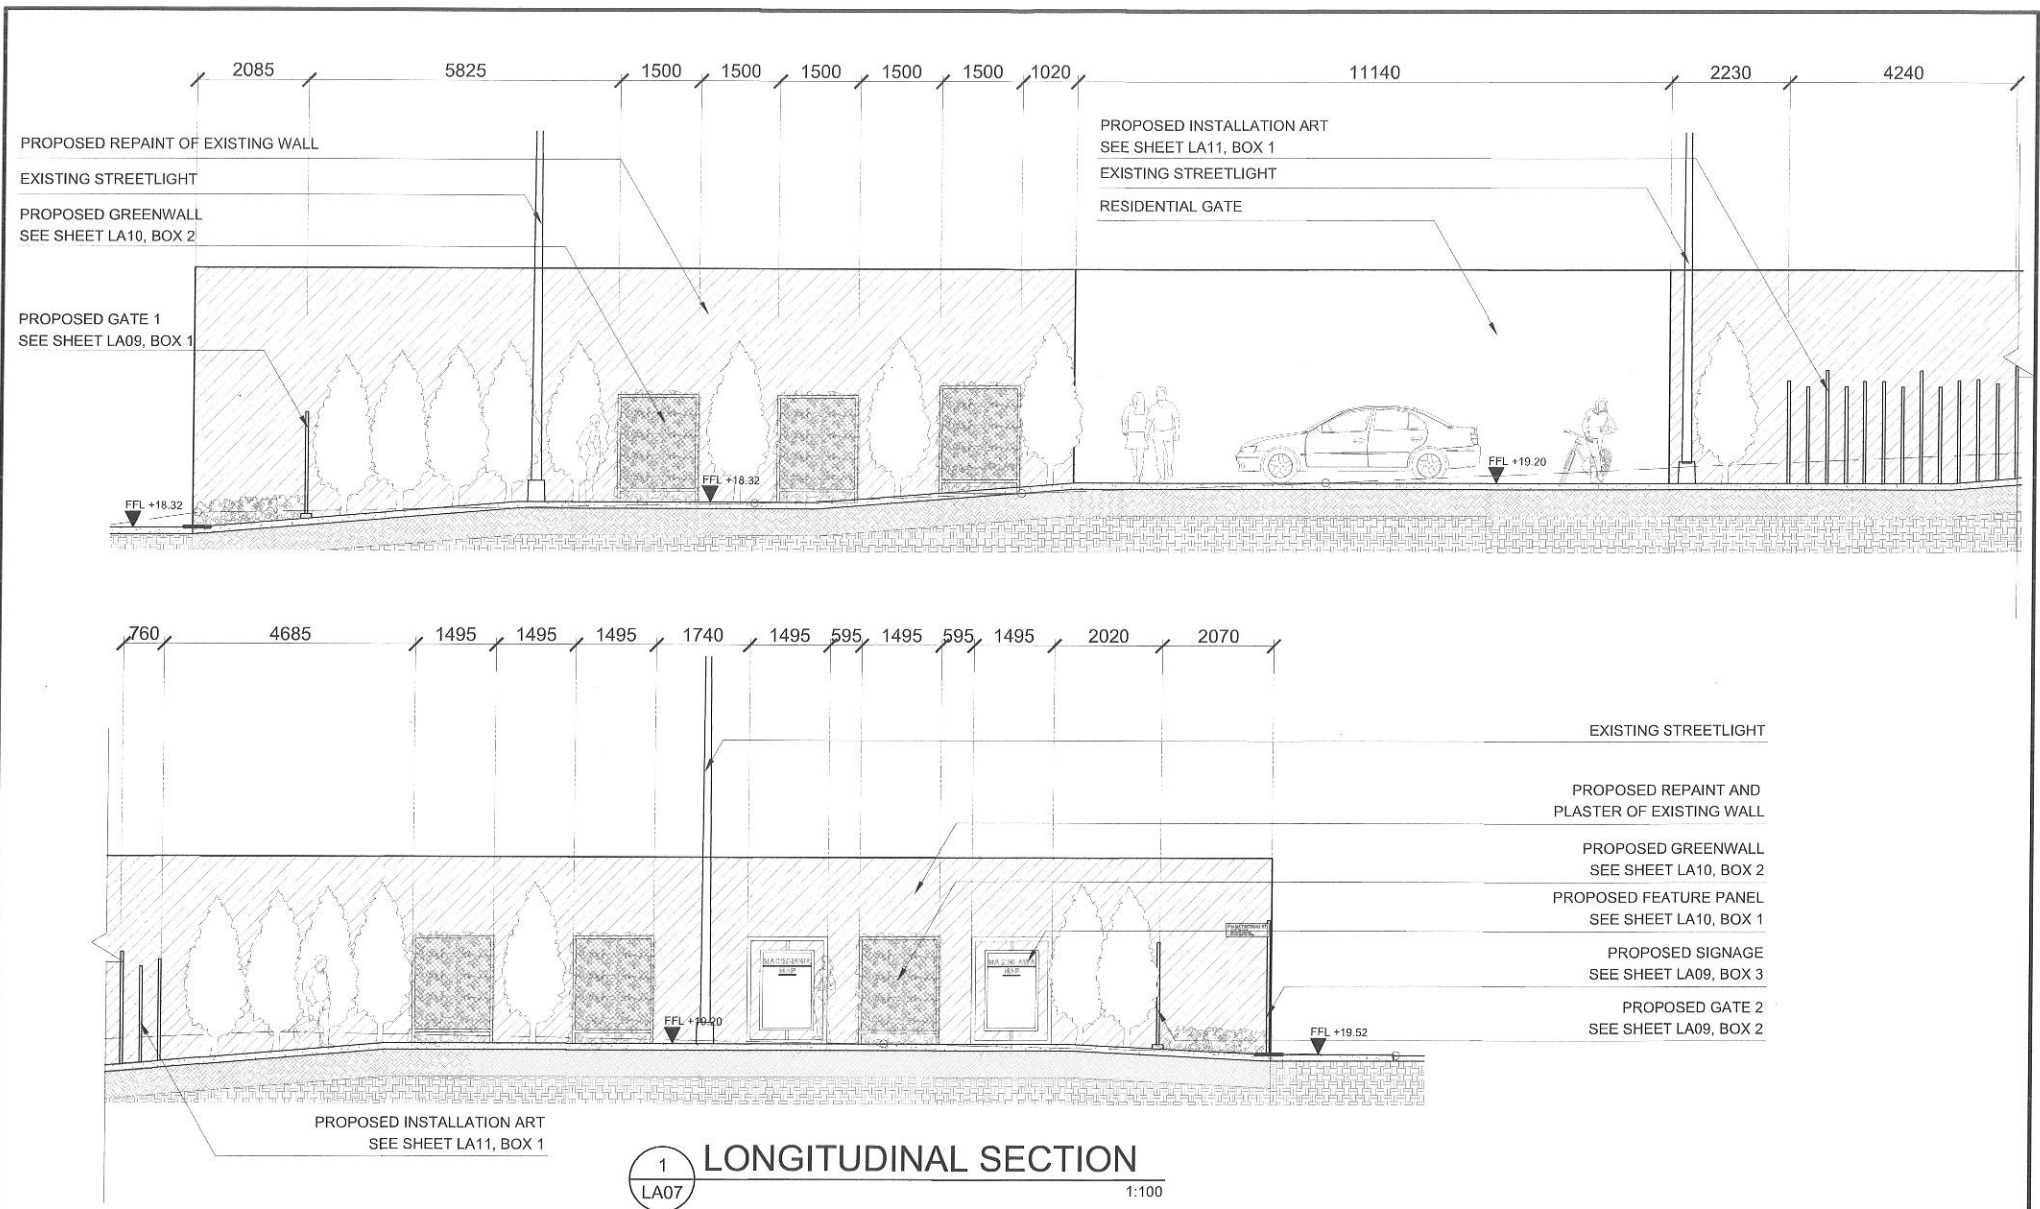 2085 5825 1500 1500 1500 1500 1500 1020 11140 2230 4240
PROPOSED REPAINT OF EXISTING WALL
EXISTING STREETLIGHT
PROPOSED GREENWALL
SEE SHEET LA10, BOX 2
PROPOSED GATE 1
SEE SHEET LA09, BOX 1
PROPOSED INSTALLATION ART
SEE SHEET LA11, BOX 1
EXISTING STREETLIGHT
RESIDENTIAL GATE
FFL +18.32
FFL +18.32
FFL +19.20
760 4685 1495 1495 1495 1740 1495 595 1495 595 1495 2020 2070
EXISTING STREETLIGHT
PROPOSED REPAINT AND
PLASTER OF EXISTING WALL
PROPOSED GREENWALL
SEE SHEET LA10, BOX 2
PROPOSED FEATURE PANEL
SEE SHEET LA10, BOX 1
PROPOSED SIGNAGE
SEE SHEET LA09, BOX 3
PROPOSED GATE 2
SEE SHEET LA09, BOX 2
MAP
MAP
FFL +19.20
FFL +19.52
PROPOSED INSTALLATION ART
SEE SHEET LA11, BOX 1
1
LA07
LONGITUDINAL SECTION
1:100